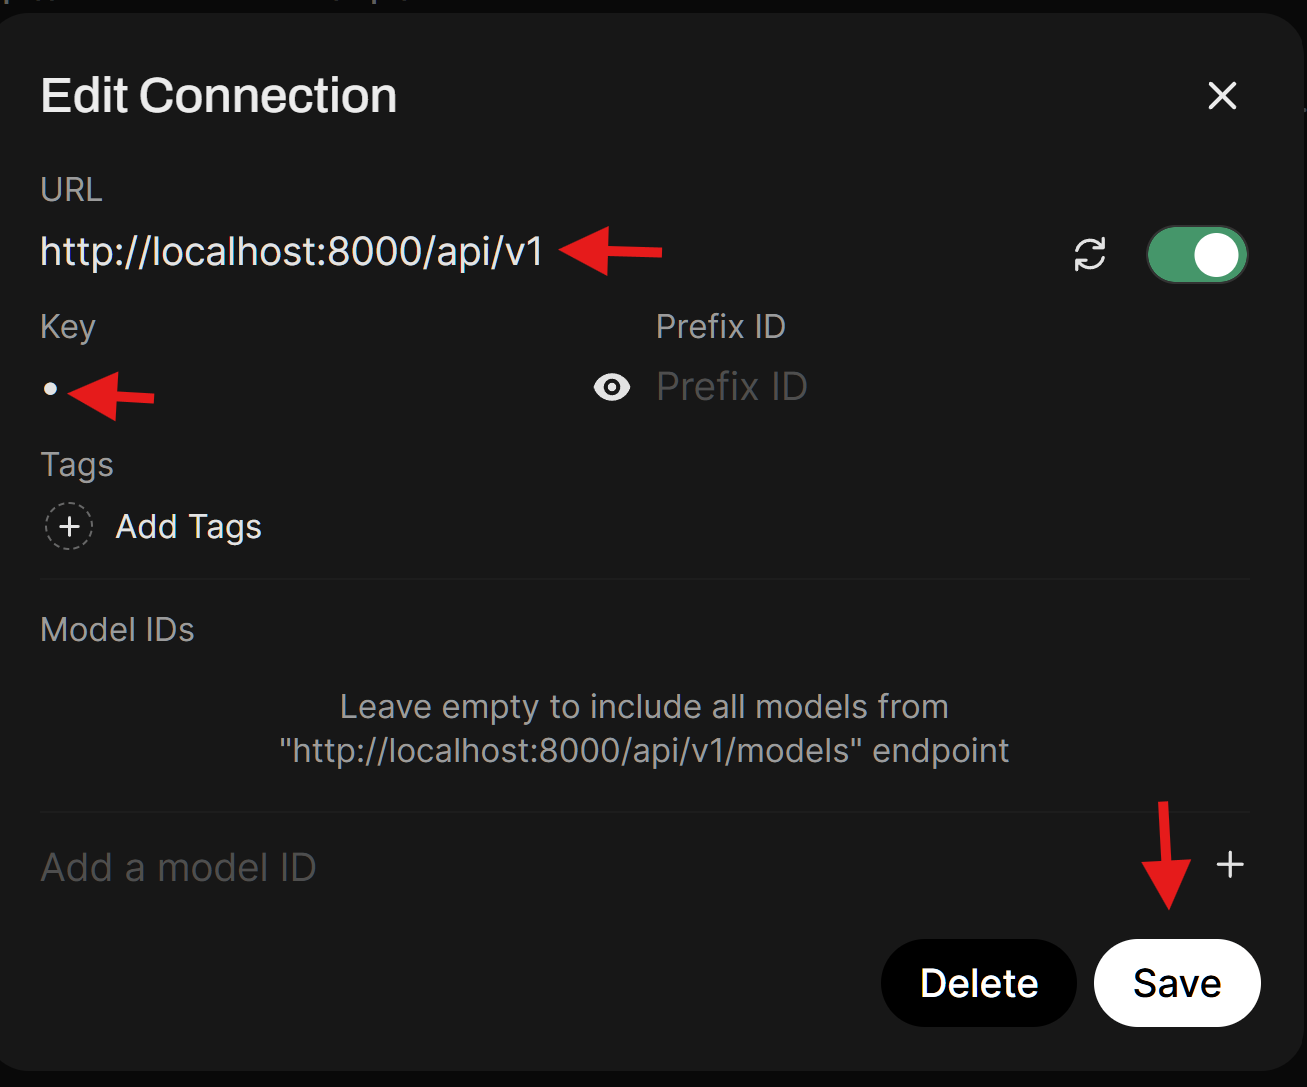 Edit Connection
URL
http://localhost:8000/api/v1
Key
Prefix ID
•
Prefix ID
Tags
Add Tags
Model IDs
Leave empty to include all models from
"http://localhost:8000/api/v1/models" endpoint
Add a model ID
Delete
Save